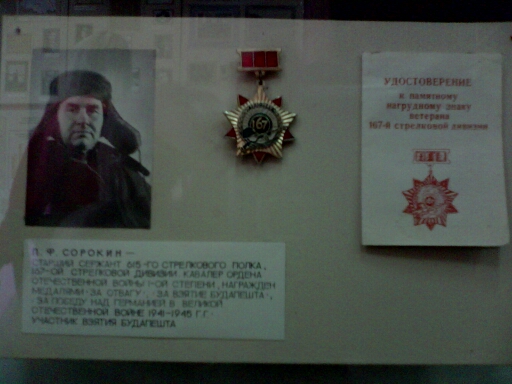 УДОСТОВЕРЕНИЕ
к памятному
нагрудному знаку
ветерана
167-й стрелковой дивизии
167
Ф. СОРОКИН —
СТАРШИЙ СЕРЖАНТ 615-ГО СТРЕЛКОВОГО ПОЛКА,
167-ОЙ СТРЕЛКОВОЙ ДИВИЗИИ. КАВАЛЕР ОРДЕНА
ОТЕЧЕСТВЕННОЙ ВОЙНЫ I-ОЙ СТЕПЕНИ, НАГРАЖДЕН
МЕДАЛЯМИ "ЗА ОТВАГУ", "ЗА ВЗЯТИЕ БУДАПЕШТА",
"ЗА ПОБЕДУ НАД ГЕРМАНИЕЙ В ВЕЛИКОЙ
ОТЕЧЕСТВЕННОЙ ВОЙНЕ 1941-1945 Г.Г.
УЧАСТНИК ВЗЯТИЯ БУДАПЕШТА